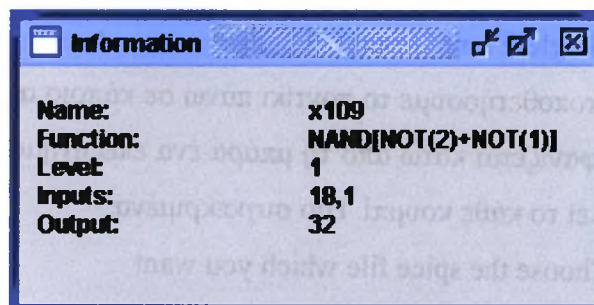 Information
Name: x109
Function: NAND[NOT(2)+NOT(1)]
Level: 1
Inputs: 18,1
Output: 32